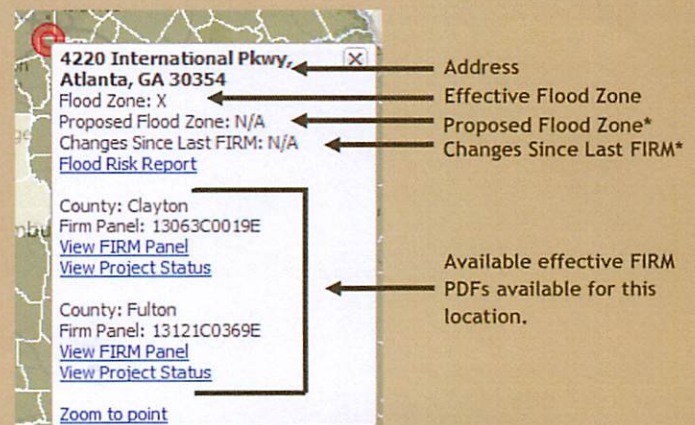 4220 International Pkwy,
Atlanta, GA 30354
Flood Zone: X
Proposed Flood Zone: N/A
Changes Since Last FIRM: N/A
Flood Risk Report
County: Clayton
Firm Panel: 13063C0019E
View FIRM Panel
View Project Status
County: Fulton
Firm Panel: 13121C0369E
View FIRM Panel
View Project Status
Zoom to point
Address
Effective Flood Zone
Proposed Flood Zone*
Changes Since Last FIRM*
Available effective FIRM
PDFs available for this
location.